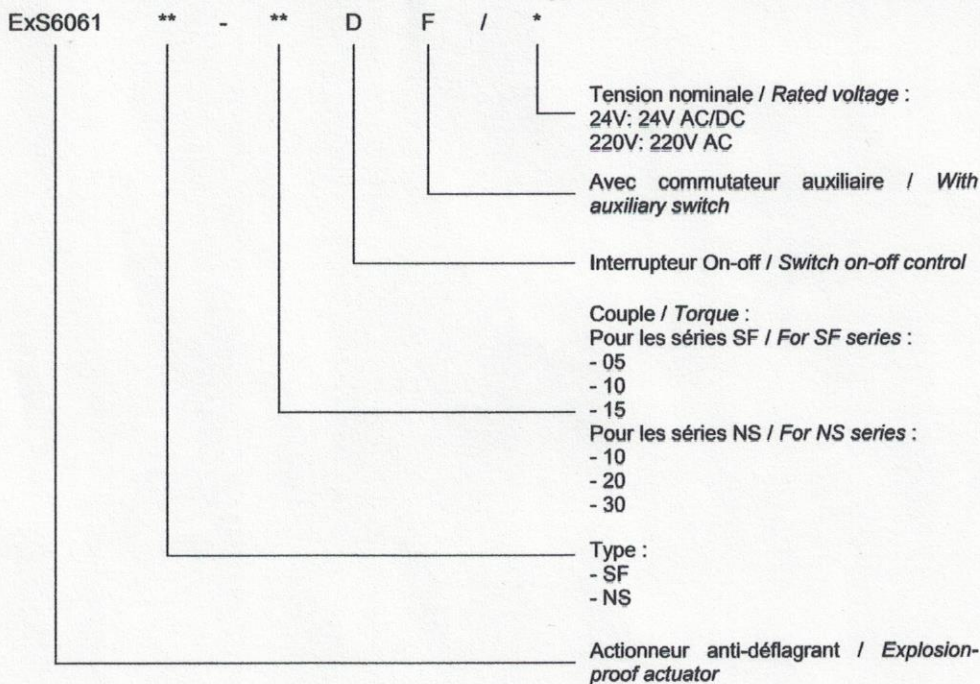 ExS6061 ** - ** D F / *
Tension nominale / Rated voltage :
24V: 24V AC/DC
220V: 220V AC
Avec commutateur auxiliaire / With
auxiliary switch
Interrupteur On-off / Switch on-off control
Couple / Torque :
Pour les séries SF / For SF series :
- 05
- 10
- 15
Pour les séries NS / For NS series :
- 10
- 20
- 30
Type :
- SF
- NS
Actionneur anti-déflagrant / Explosion-
proof actuator